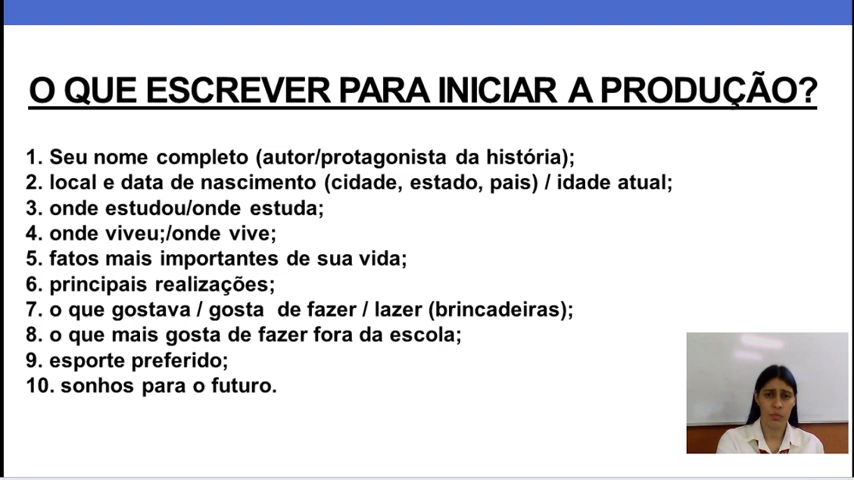 O QUE ESCREVER PARA INICIAR A PRODUÇÃO?
1. Seu nome completo (autor/protagonista da história);
2. local e data de nascimento (cidade, estado, pais) / idade atual;
3. onde estudou/onde estuda;
4. onde viveu;/onde vive;
5. fatos mais importantes de sua vida;
6. principais realizações;
7. o que gostava / gosta de fazer / lazer (brincadeiras);
8. o que mais gosta de fazer fora da escola;
9. esporte preferido;
10. sonhos para o futuro.